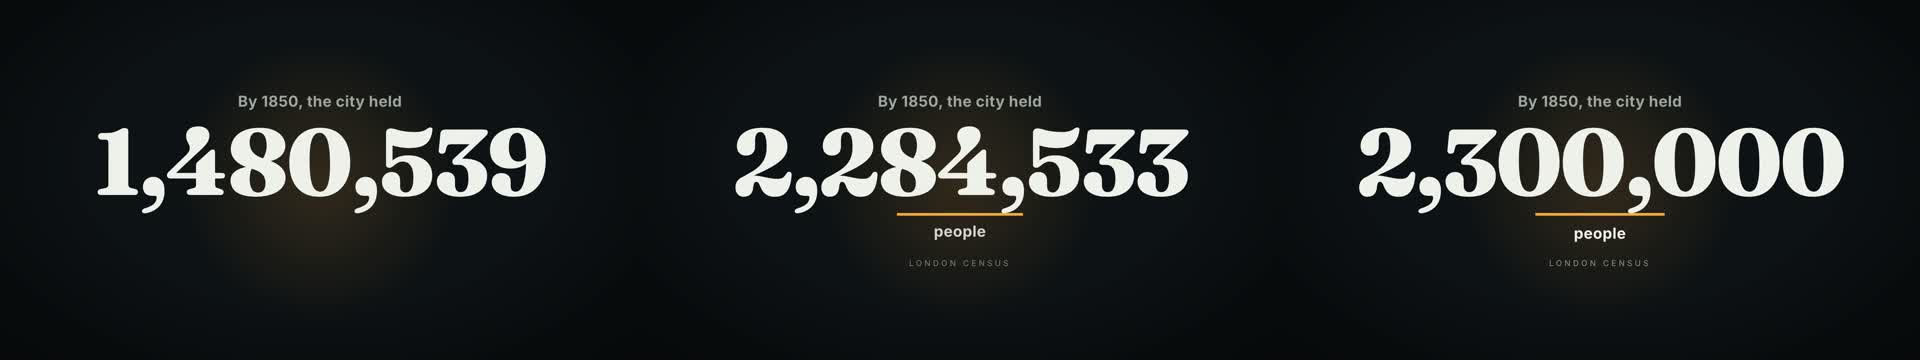 By 1850, the city held
1,480,539
By 1850, the city held
2,284,533
people
LONDON CENSUS
By 1850, the city held
2,300,000
people
LONDON CENSUS